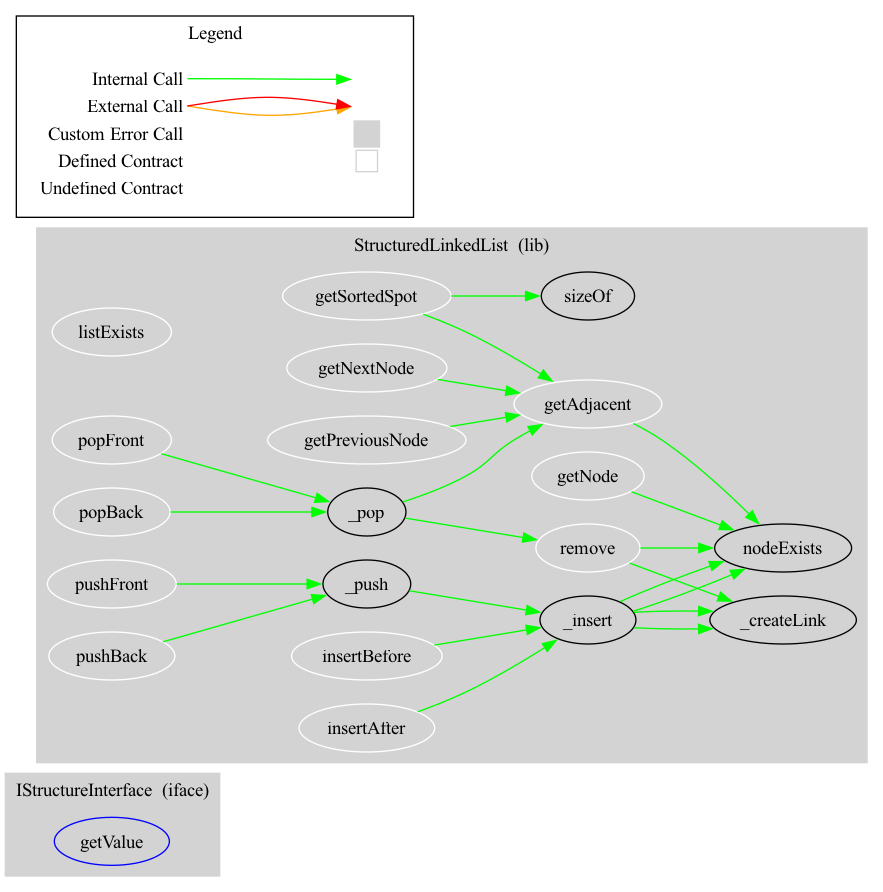 Legend
Internal Call
External Call
Custom Error Call
Defined Contract
Undefined Contract
StructuredLinkedList  (lib)
getSortedSpot
sizeOf
listExists
getNextNode
getAdjacent
popFront
getPreviousNode
getNode
popBack
_pop
remove
nodeExists
pushFront
_push
_insert
_createLink
pushBack
insertBefore
insertAfter
IStructureInterface  (iface)
getValue